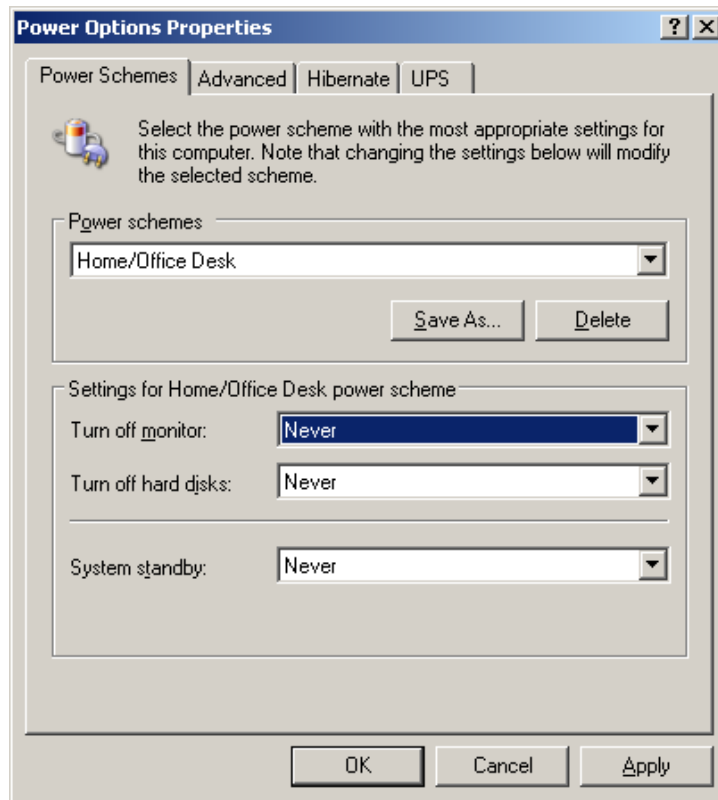 Power Options Properties
Power Schemes Advanced Hibernate UPS
Select the power scheme with the most appropriate settings for
this computer. Note that changing the settings below will modify
the selected scheme.
Power schemes
Home/Office Desk
Save As... Delete
Settings for Home/Office Desk power scheme
Turn off monitor: Never
Turn off hard disks: Never
System standby: Never
OK Cancel Apply